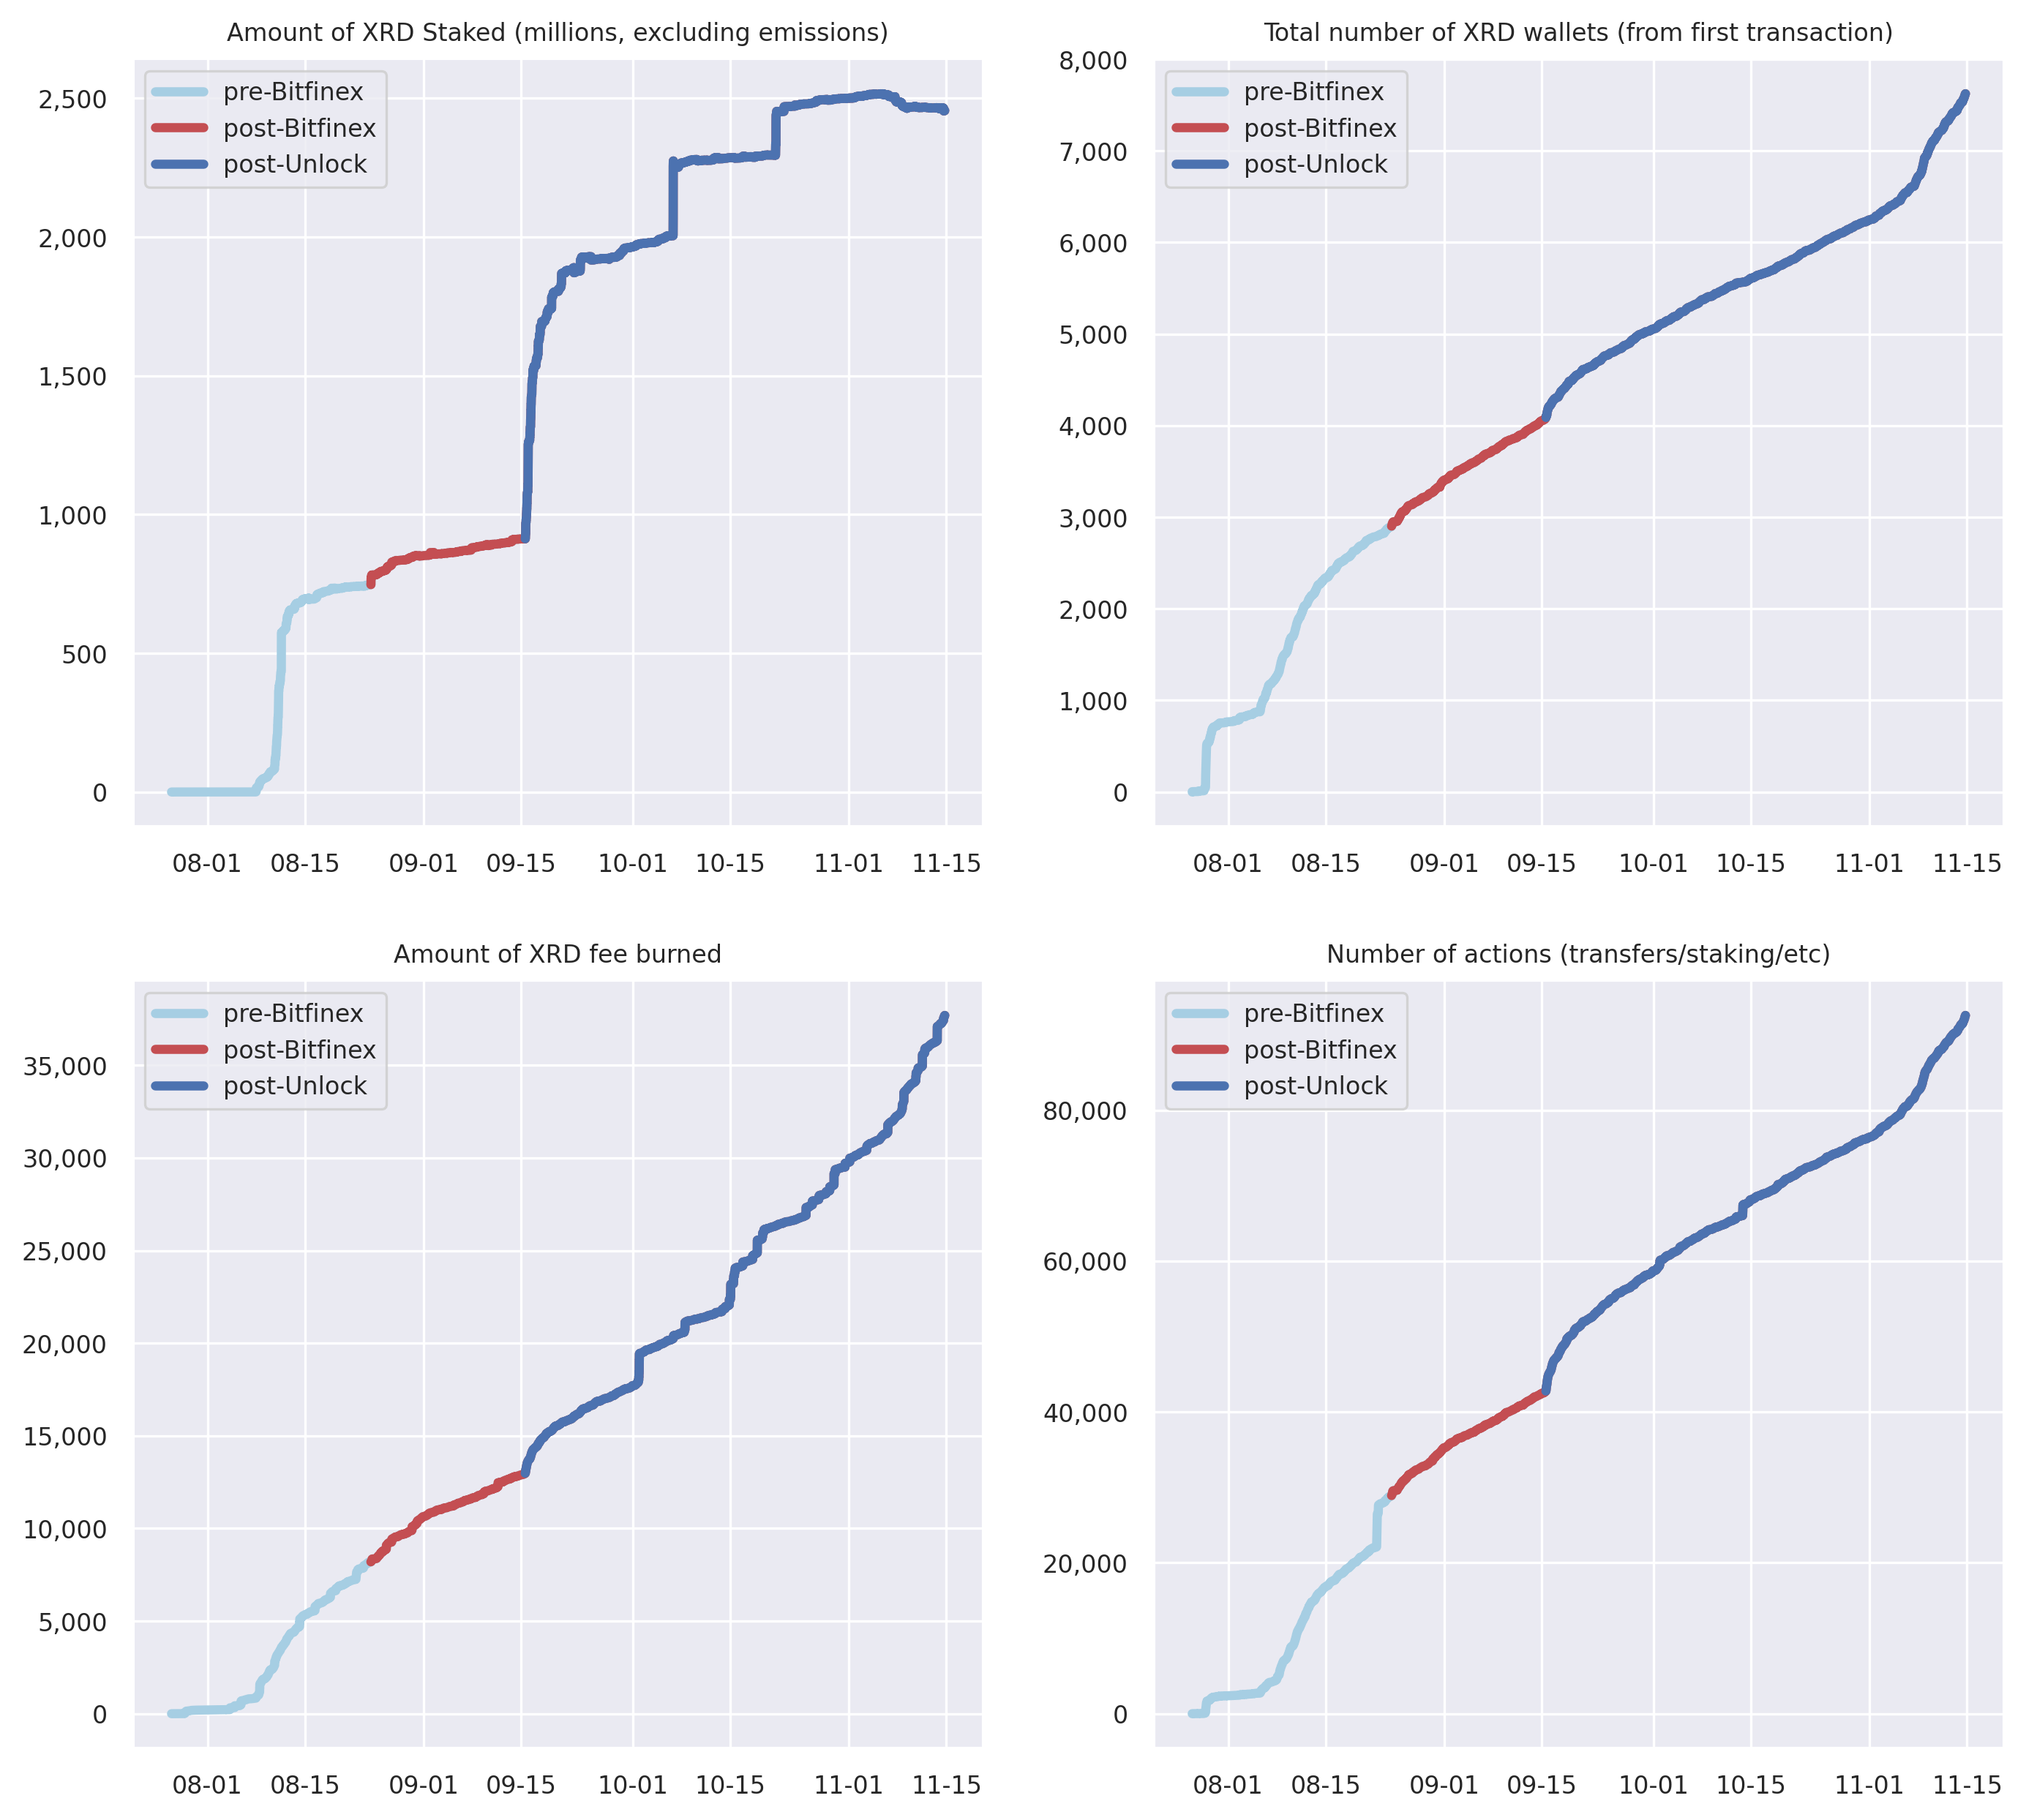 Amount of XRD Staked (millions, excluding emissions)
pre-Bitfinex
post-Bitfinex
post-Unlock
2,500
2,000
1,500
1,000
500
0
08-01 08-15 09-01 09-15 10-01 10-15 11-01 11-15
Total number of XRD wallets (from first transaction)
pre-Bitfinex
post-Bitfinex
post-Unlock
8,000
7,000
6,000
5,000
4,000
3,000
2,000
1,000
0
08-01 08-15 09-01 09-15 10-01 10-15 11-01 11-15
Amount of XRD fee burned
pre-Bitfinex
post-Bitfinex
post-Unlock
35,000
30,000
25,000
20,000
15,000
10,000
5,000
0
08-01 08-15 09-01 09-15 10-01 10-15 11-01 11-15
Number of actions (transfers/staking/etc)
pre-Bitfinex
post-Bitfinex
post-Unlock
80,000
60,000
40,000
20,000
0
08-01 08-15 09-01 09-15 10-01 10-15 11-01 11-15